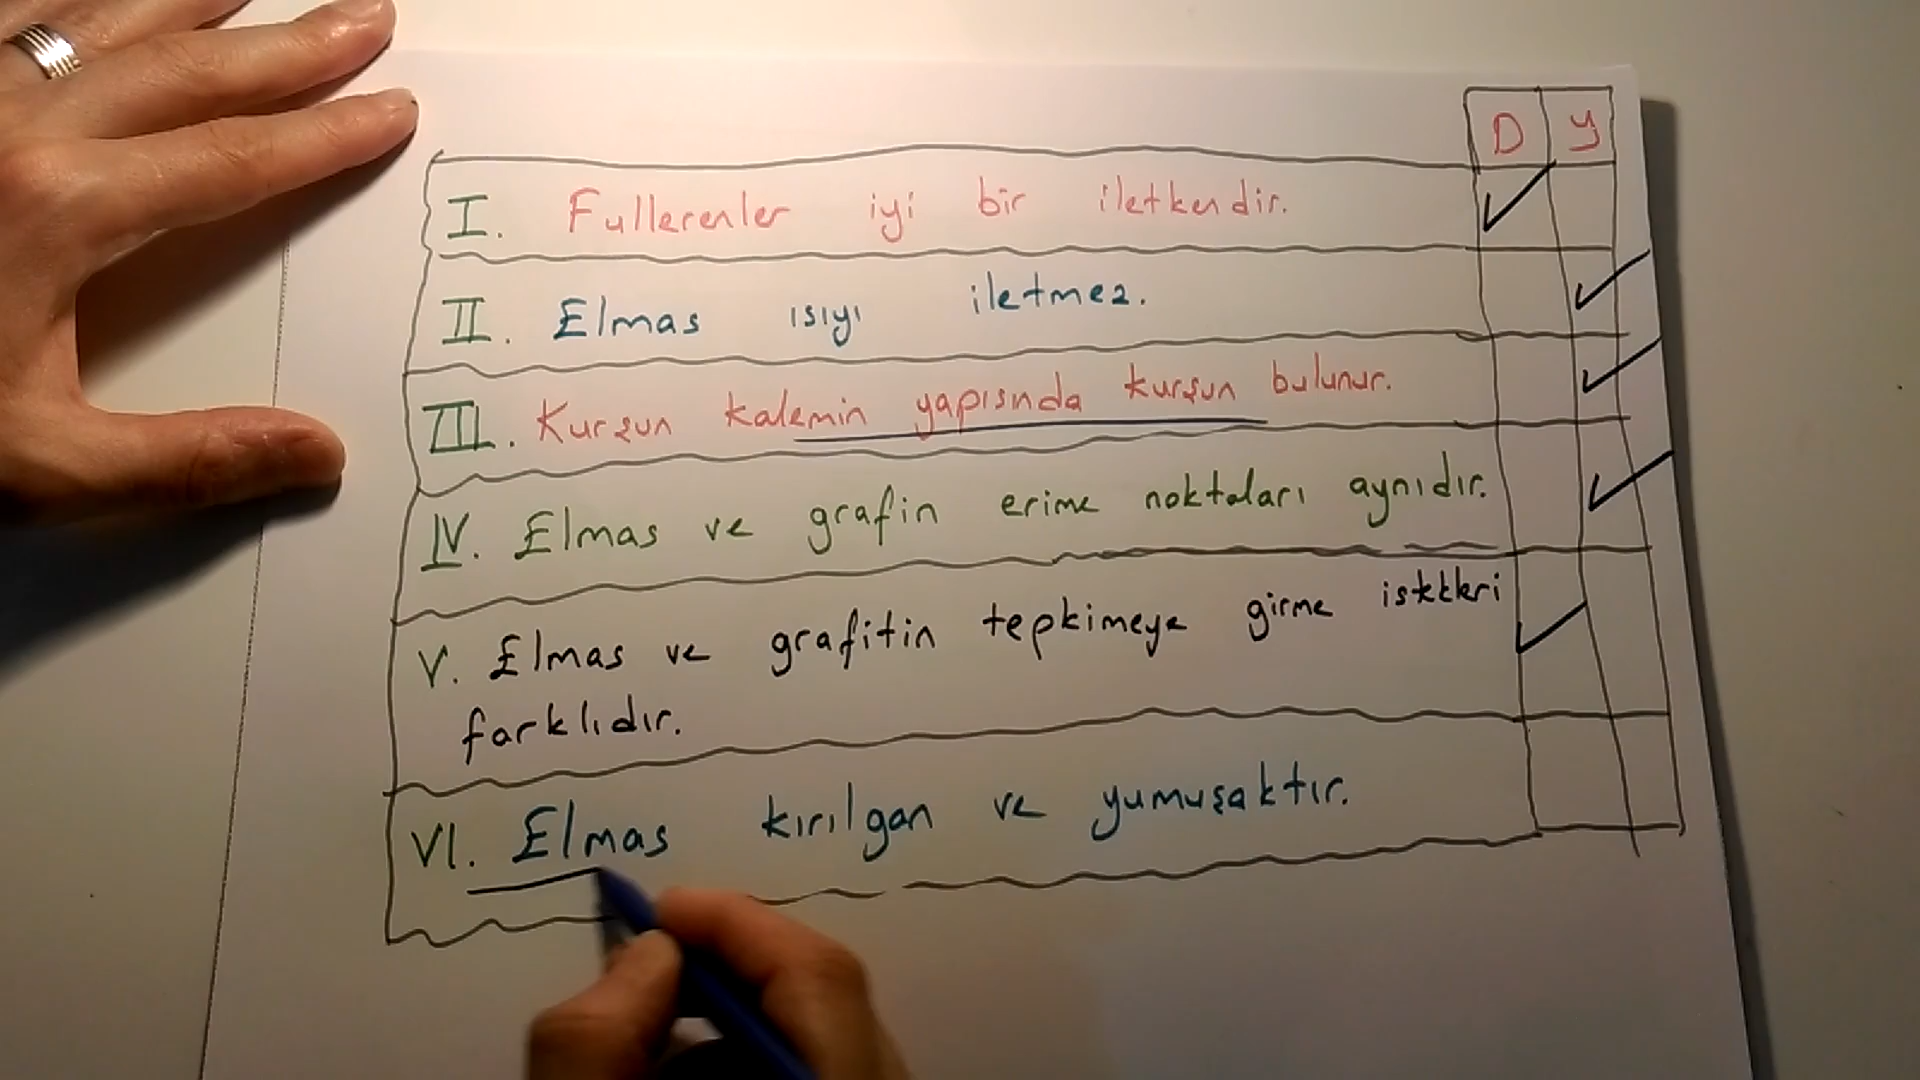 D Y
I. Fullerenler iyi bir iletkendir.
II. Elmas ısıyı iletmez.
III. Kurşun kalemin yapısında kurşun bulunur.
IV. Elmas ve grafin erime noktaları aynıdır.
V. Elmas ve grafitin tepkimeye girme istekleri
farklıdır.
VI. Elmas kırılgan ve yumuşaktır.